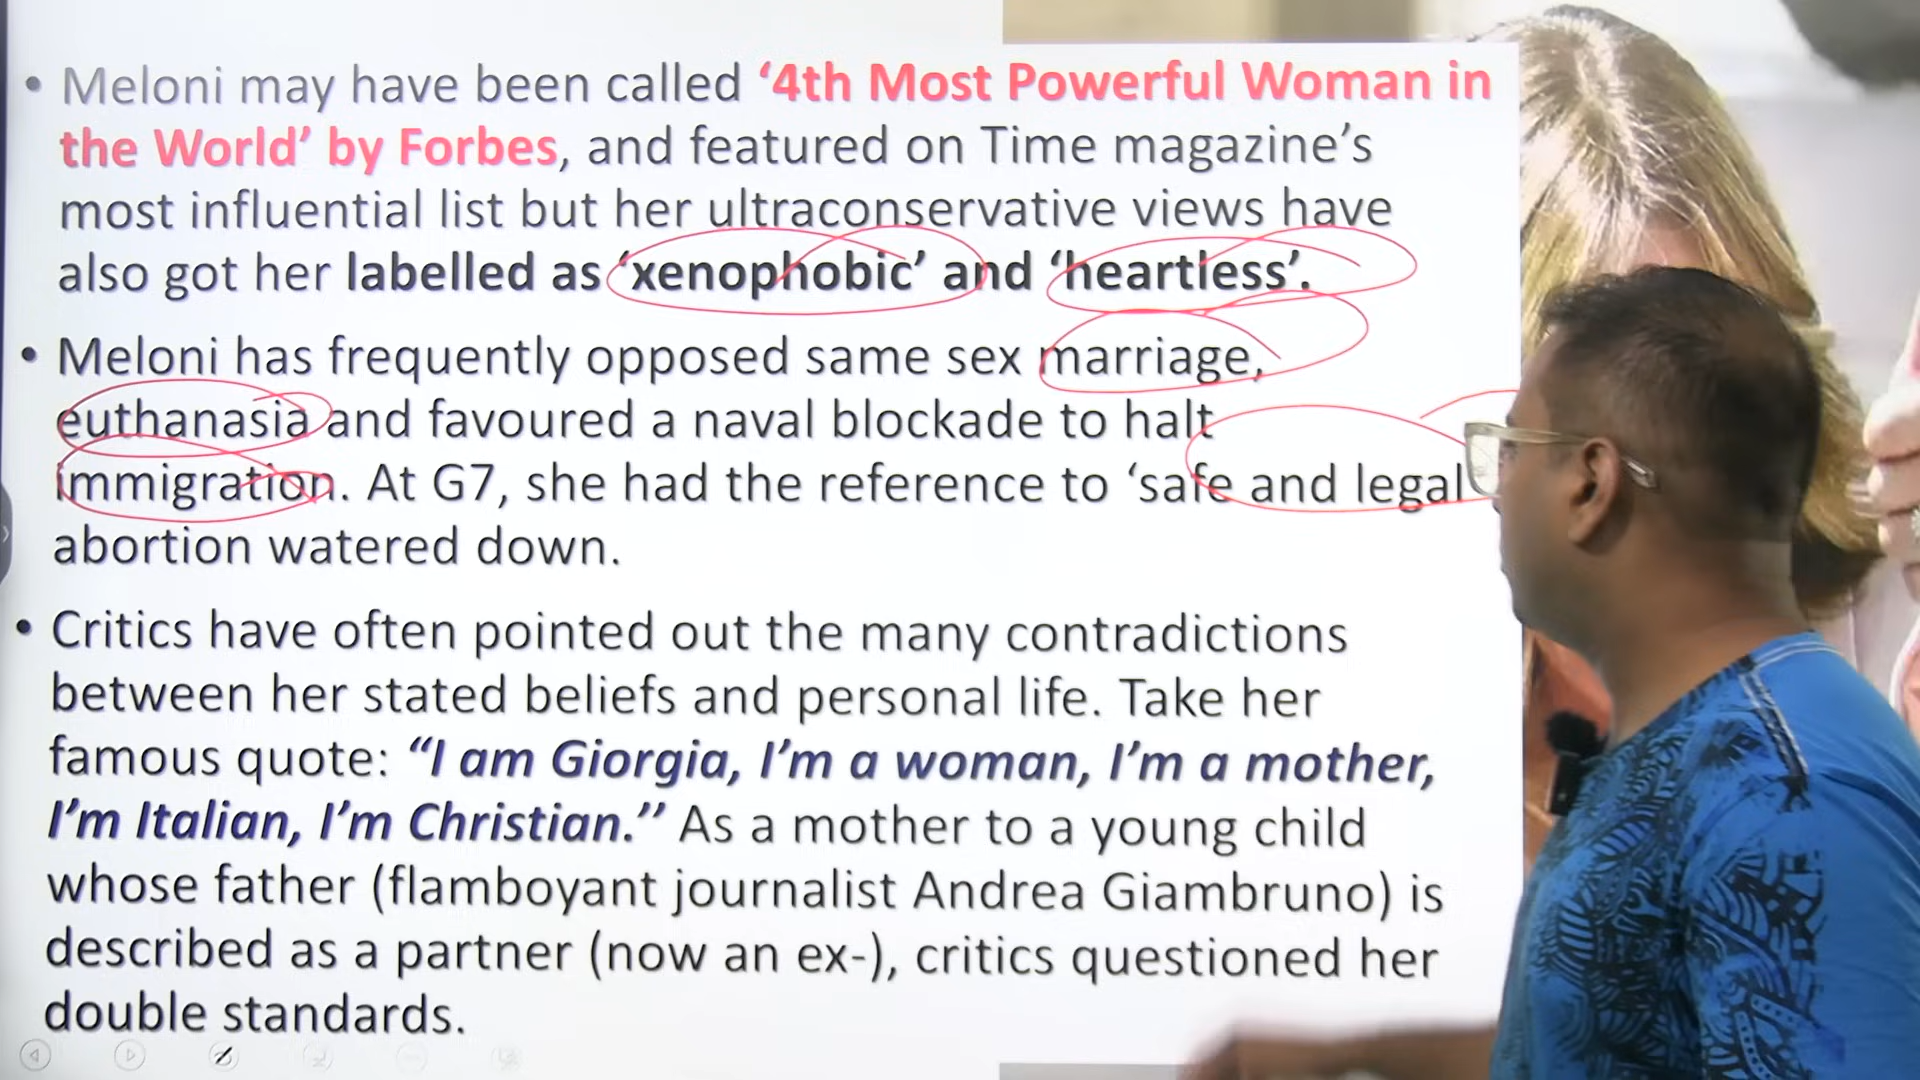 • Meloni may have been called ‘4th Most Powerful Woman in
the World’ by Forbes, and featured on Time magazine’s
most influential list but her ultraconservative views have
also got her labelled as ‘xenophobic’ and ‘heartless’.
• Meloni has frequently opposed same sex marriage,
euthanasia and favoured a naval blockade to halt
immigration. At G7, she had the reference to ‘safe and legal
abortion watered down.
• Critics have often pointed out the many contradictions
between her stated beliefs and personal life. Take her
famous quote: “I am Giorgia, I’m a woman, I’m a mother,
I’m Italian, I’m Christian.’’ As a mother to a young child
whose father (flamboyant journalist Andrea Giambruno) is
described as a partner (now an ex-), critics questioned her
double standards.